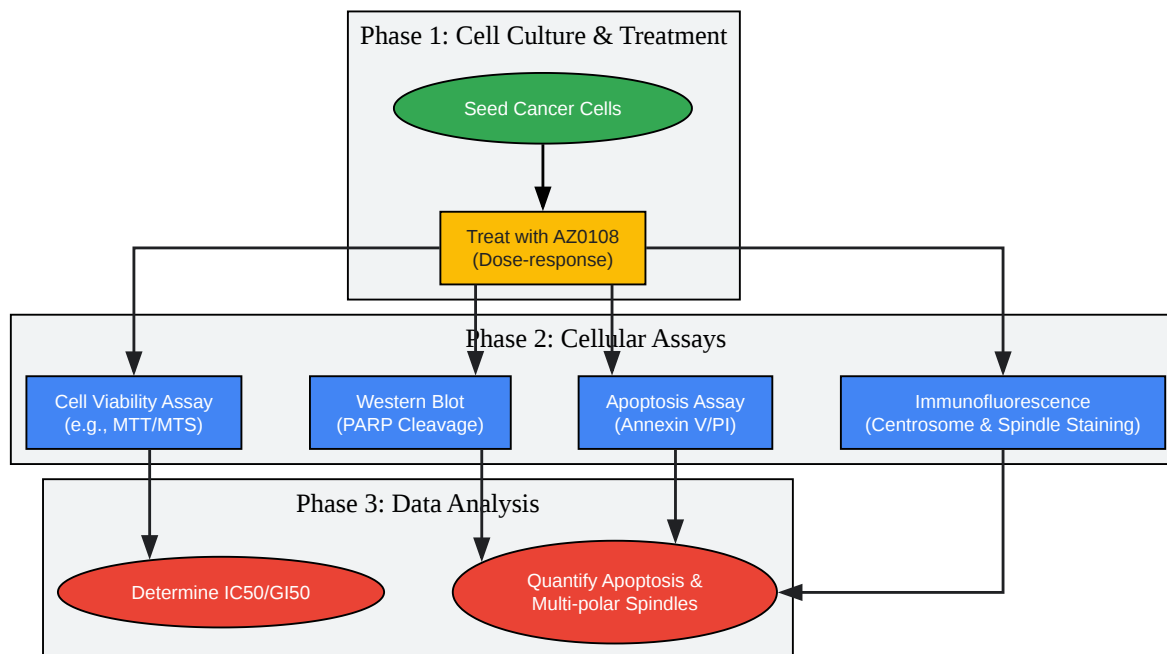 Phase 1: Cell Culture & Treatment
Seed Cancer Cells
Treat with AZ0108
(Dose-response)
Phase 2: Cellular Assays
Cell Viability Assay
(e.g., MTT/MTS)
Western Blot
(PARP Cleavage)
Apoptosis Assay
(Annexin V/PI)
Immunofluorescence
(Centrosome & Spindle Staining)
Phase 3: Data Analysis
Determine IC50/GI50
Quantify Apoptosis &
Multi-polar Spindles